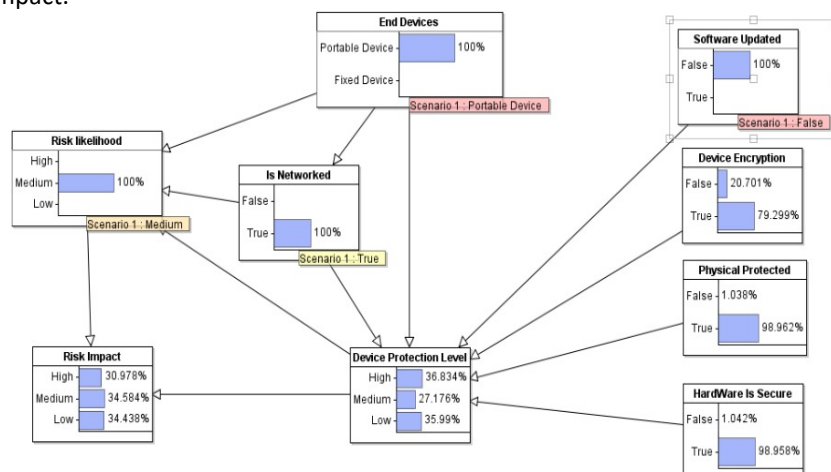 End Devices
Portable Device
100%
Fixed Device
Scenario 1 : Portable Device
Software Updated
False
100%
True
Scenario 1 : False
Risk likelihood
High
Medium
100%
Low
Scenario 1 : Medium
Is Networked
False
True
100%
Scenario 1 : True
Device Encryption
False
20.701%
True
79.299%
Physical Protected
False
1.038%
True
98.962%
Risk Impact
High
30.978%
Medium
34.584%
Low
34.438%
Device Protection Level
High
36.834%
Medium
27.176%
Low
35.99%
HardWare Is Secure
False
1.042%
True
98.958%